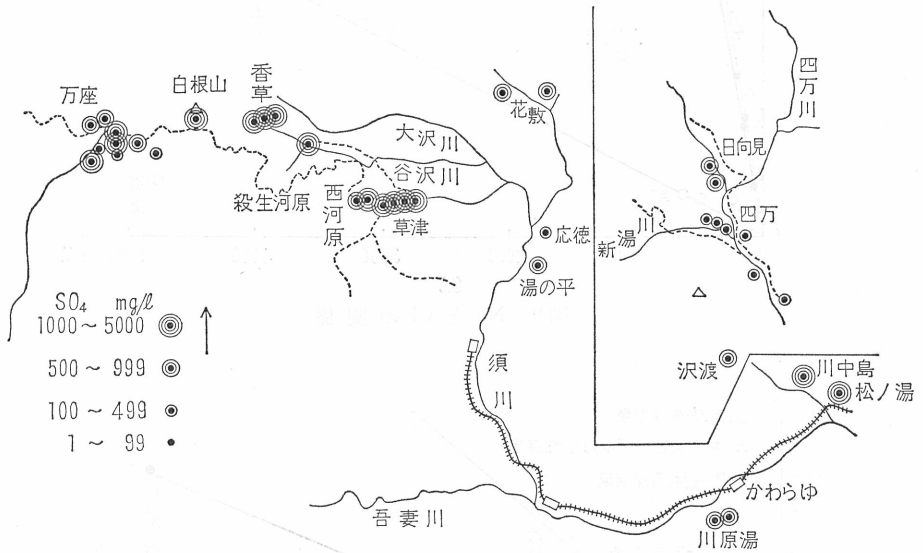 万座
白根山
香草
殺生河原
西河原
草津
大沢川
谷沢川
花敷
応徳
湯の平
須川
吾妻川
かわらゆ
川原湯
四万川
日向見
四万
新湯川
沢渡
川中島
松ノ湯
SO₄ mg/ℓ
1000～5000
500～999
100～499
1～99